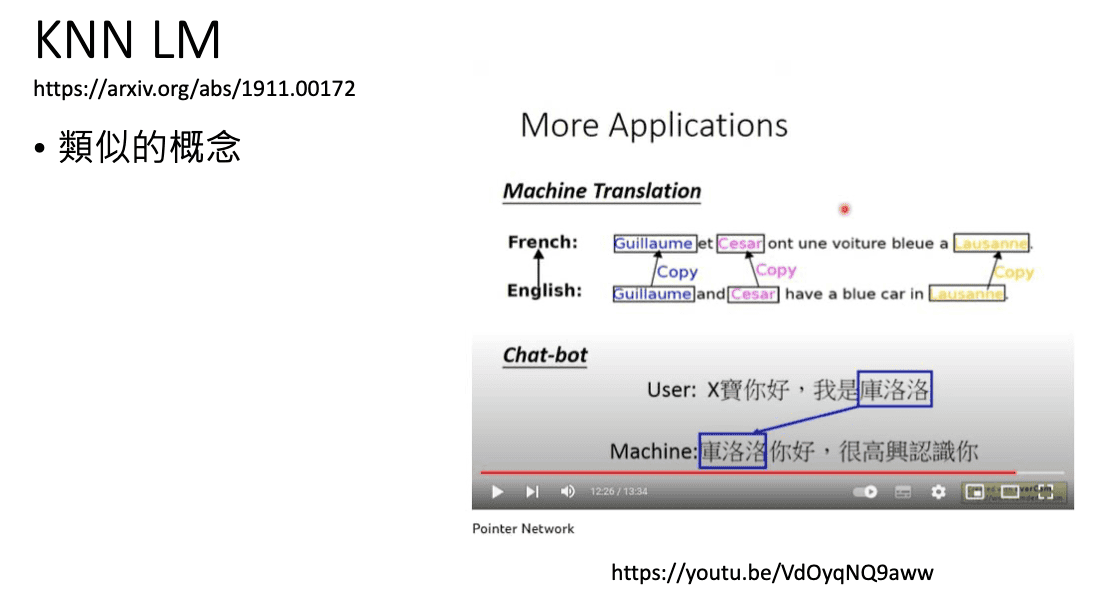 KNN LM
https://arxiv.org/abs/1911.00172
• 類似的概念
More Applications
Machine Translation
French: Guillaume et Cesar ont une voiture bleue a Lausanne.
Copy Copy Copy
English: Guillaume and Cesar have a blue car in Lausanne.
Chat-bot
User: X寶你好，我是庫洛洛
Machine:庫洛洛你好，很高興認識你
12:26 / 13:34
Pointer Network
https://youtu.be/VdOyqNQ9aww